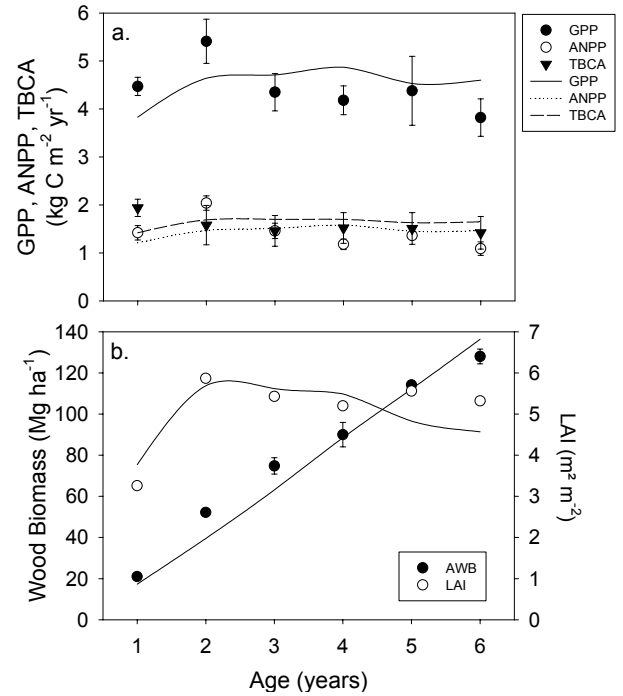 a.
GPP, ANPP, TBCA
(kg C m⁻² yr⁻¹)
6
5
4
3
2
1
0
GPP
ANPP
TBCA
GPP
ANPP
TBCA
b.
Wood Biomass (Mg ha⁻¹)
140
120
100
80
60
40
20
0
7
6
5
4
3
2
1
0
LAI (m² m⁻²)
AWB
LAI
1 2 3 4 5 6
Age (years)